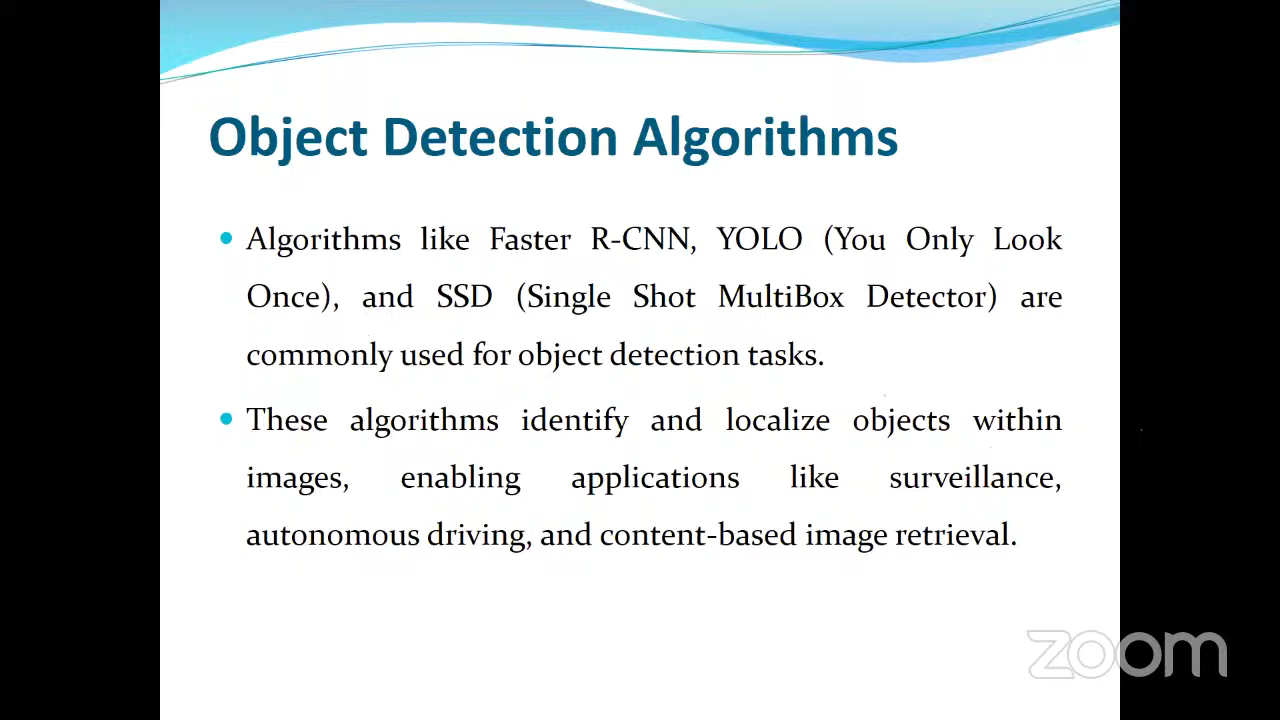 Object Detection Algorithms
Algorithms like Faster R-CNN, YOLO (You Only Look
Once), and SSD (Single Shot MultiBox Detector) are
commonly used for object detection tasks.
These algorithms identify and localize objects within
images, enabling applications like surveillance,
autonomous driving, and content-based image retrieval.
zoom